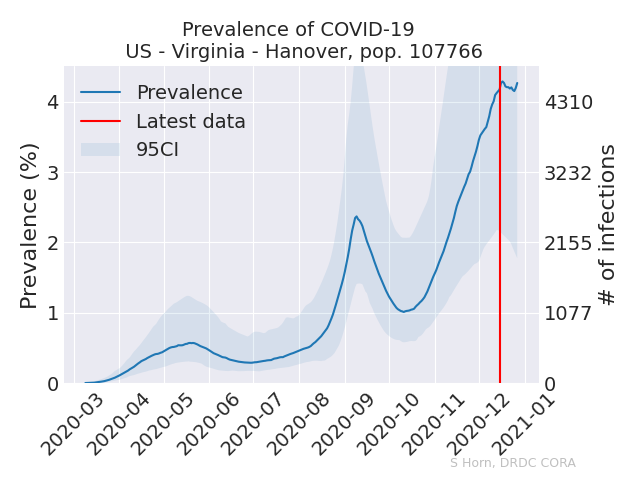 Prevalence of COVID-19
US - Virginia - Hanover, pop. 107766
Prevalence
Latest data
95CI
Prevalence (%)
4
3
2
1
0
4310
3232
2155
1077
0
# of infections
2020-03
2020-04
2020-05
2020-06
2020-07
2020-08
2020-09
2020-10
2020-11
2020-12
2021-01
S Horn, DRDC CORA